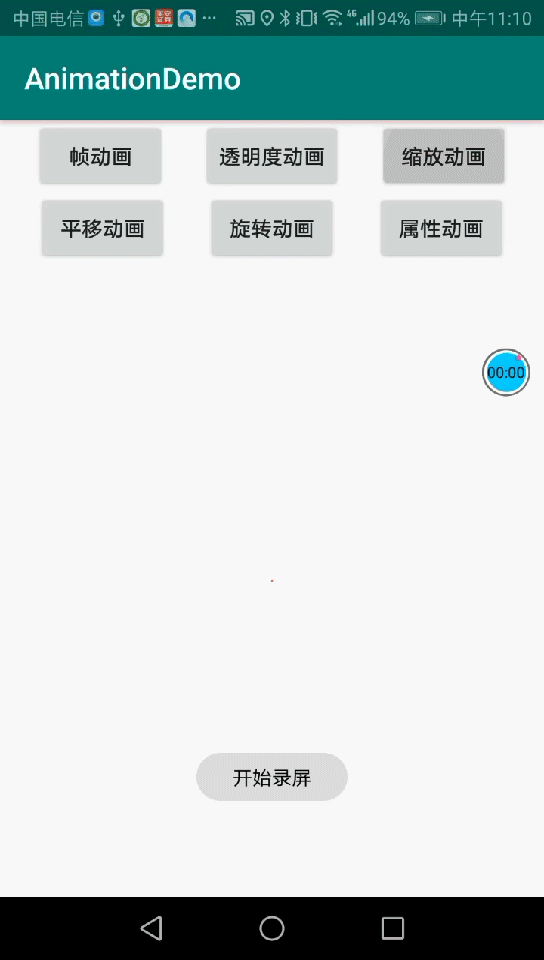 中国电信 ··· 4G 94% 中午11:10
AnimationDemo
帧动画 透明度动画 缩放动画
平移动画 旋转动画 属性动画
00:00
开始录屏